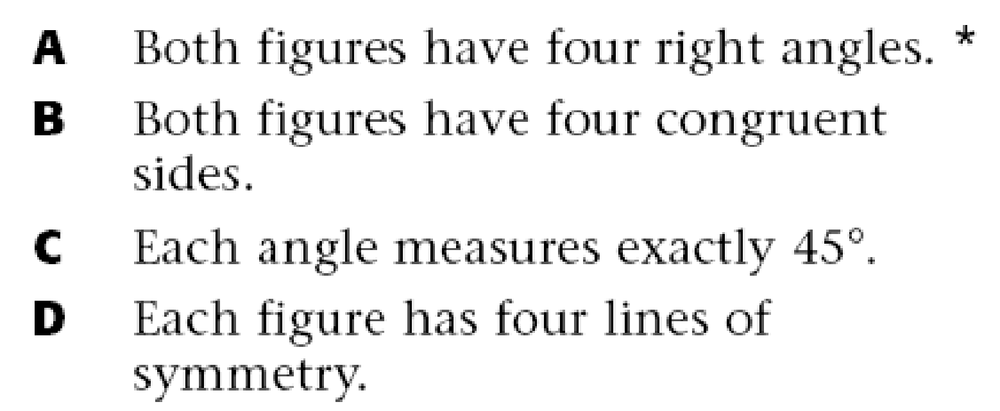 A Both figures have four right angles. *
B Both figures have four congruent
sides.
C Each angle measures exactly 45°.
D Each figure has four lines of
symmetry.